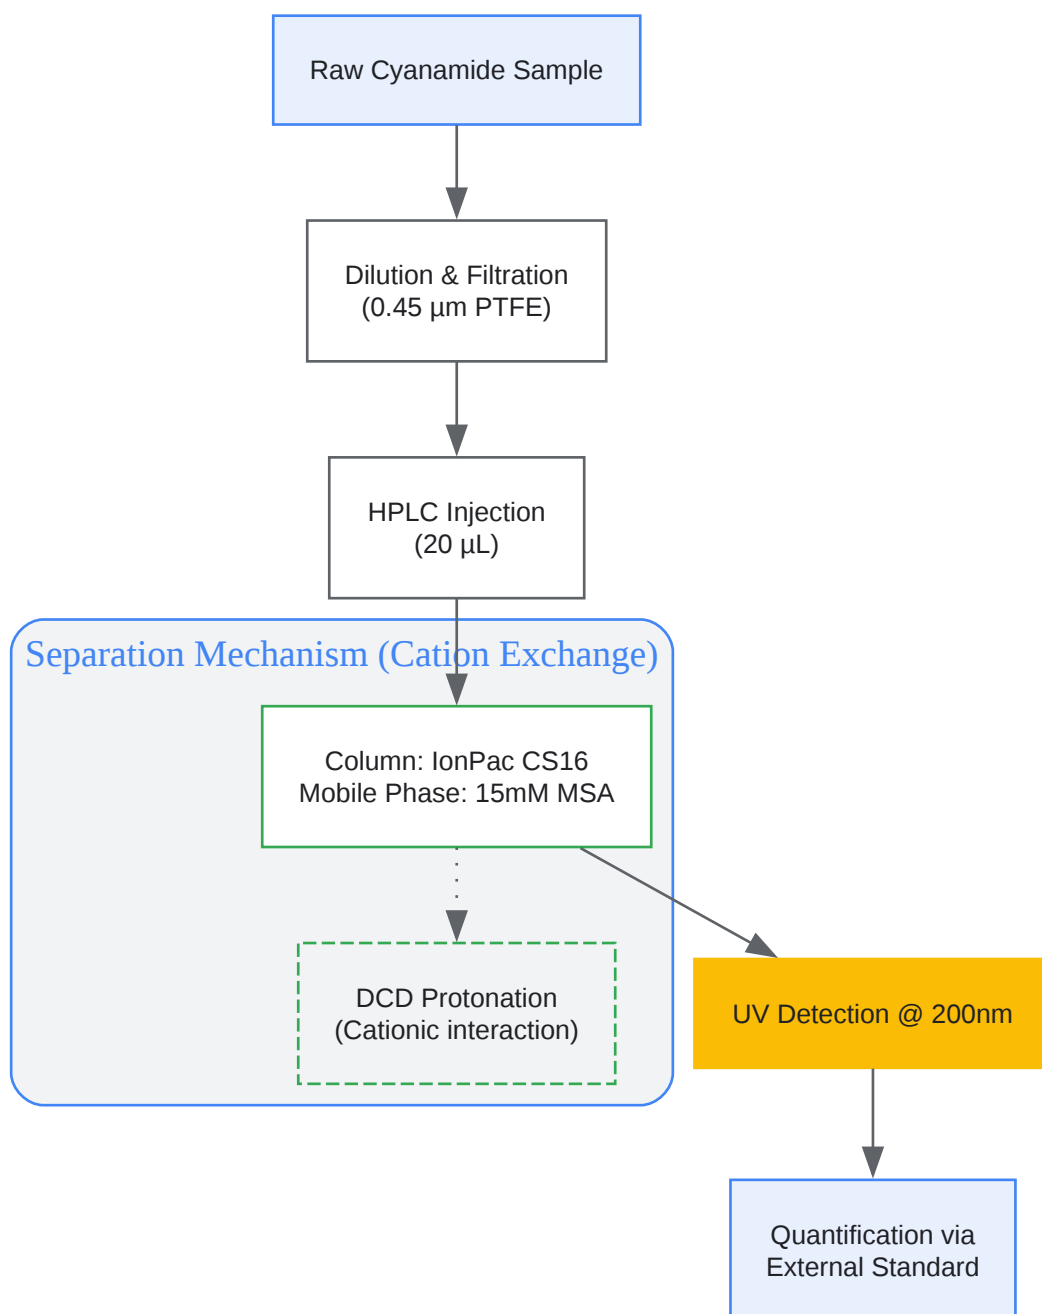 Raw Cyanamide Sample
Dilution & Filtration
(0.45 µm PTFE)
HPLC Injection
(20 µL)
Separation Mechanism (Cation Exchange)
Column: IonPac CS16
Mobile Phase: 15mM MSA
DCD Protonation
(Cationic interaction)
UV Detection @ 200nm
Quantification via
External Standard